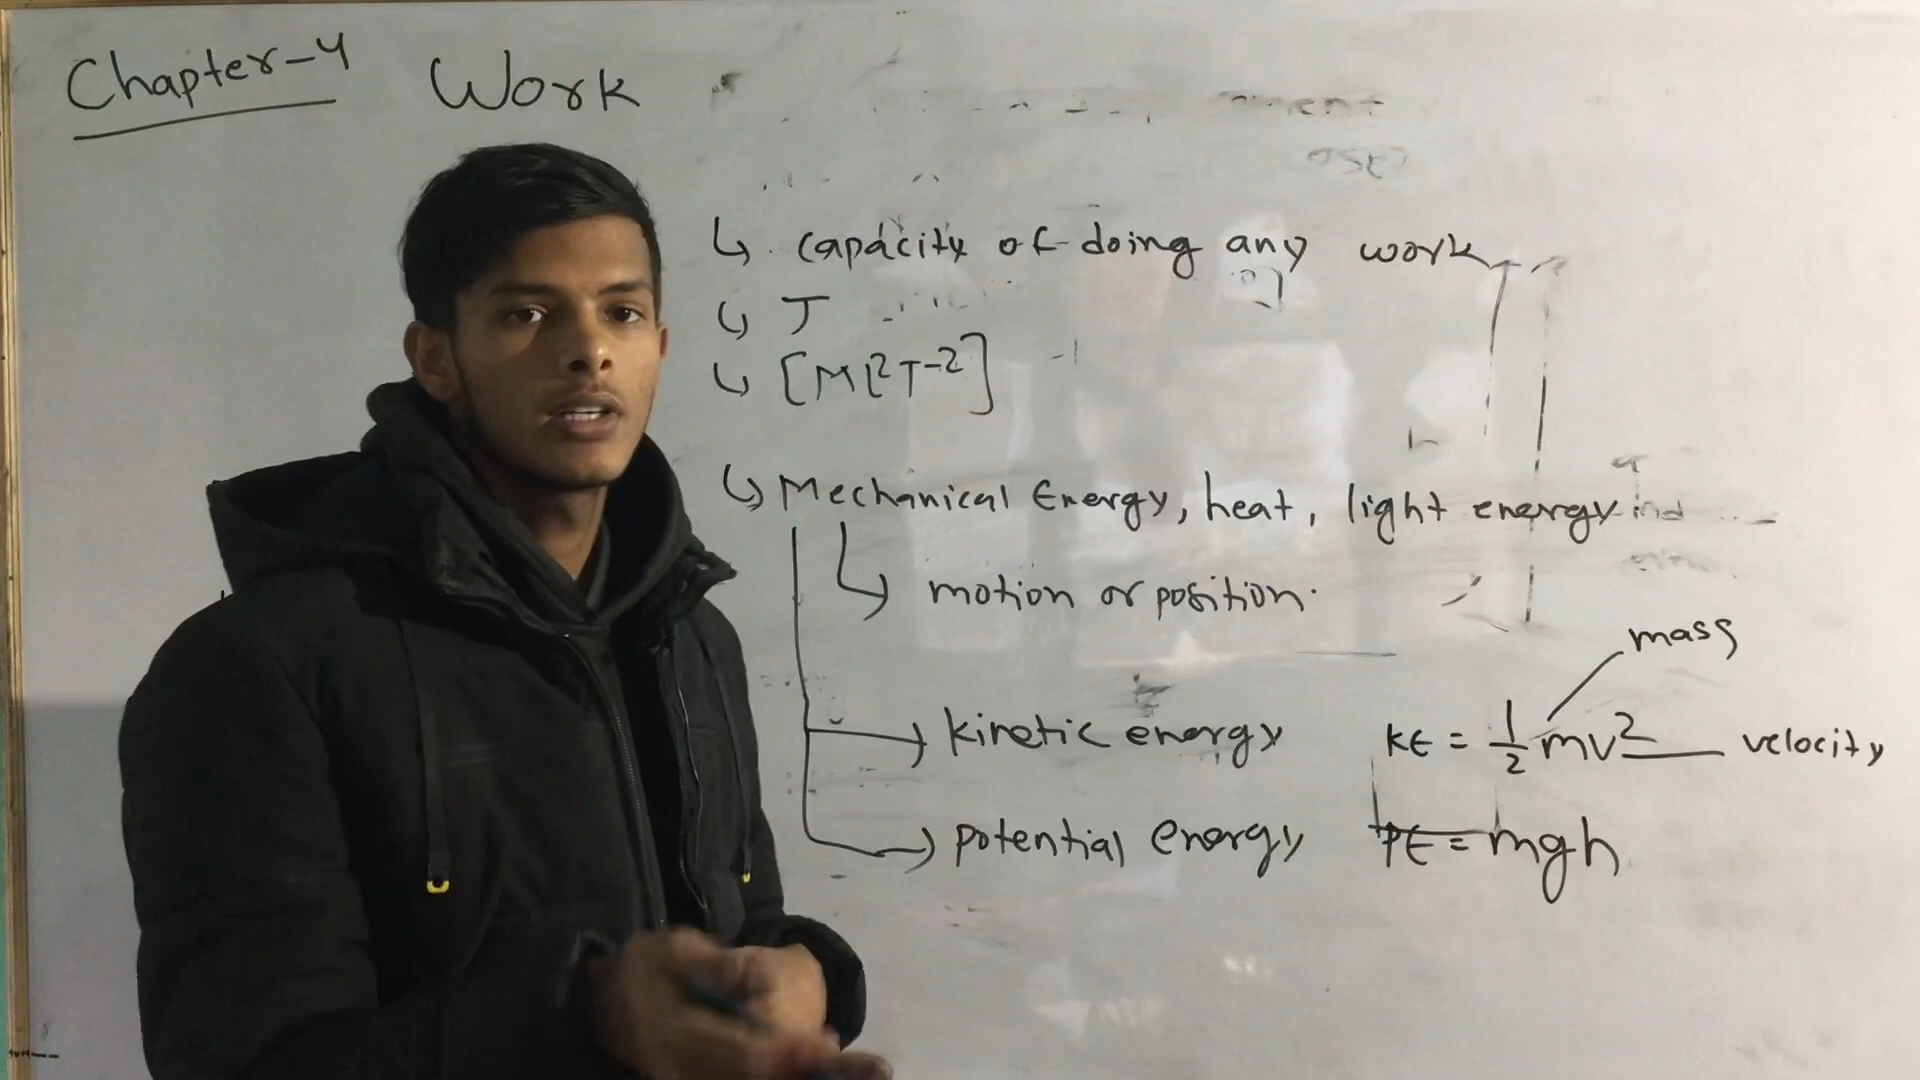 Chapter-4 Work
↳ capacity of doing any work
↳ J
↳ [ML²T-²]
↳ Mechanical Energy, heat, light energy
↳ motion or position.
mass
→ kinetic energy KE = 1/2 mv² velocity
→ potential energy PE = mgh